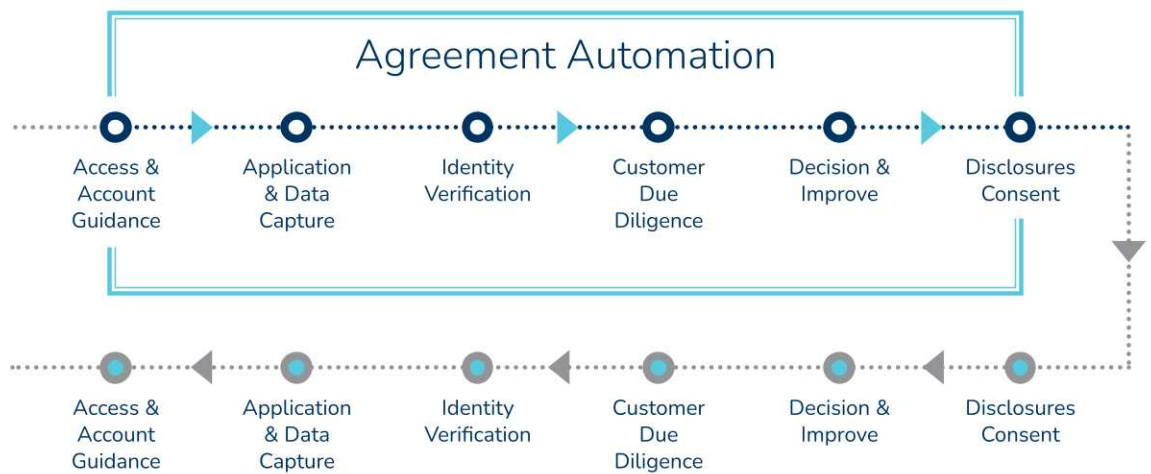 Agreement Automation
Access &
Account
Guidance
Application
& Data
Capture
Identity
Verification
Customer
Due
Diligence
Decision &
Improve
Disclosures
Consent
Access &
Account
Guidance
Application
& Data
Capture
Identity
Verification
Customer
Due
Diligence
Decision &
Improve
Disclosures
Consent